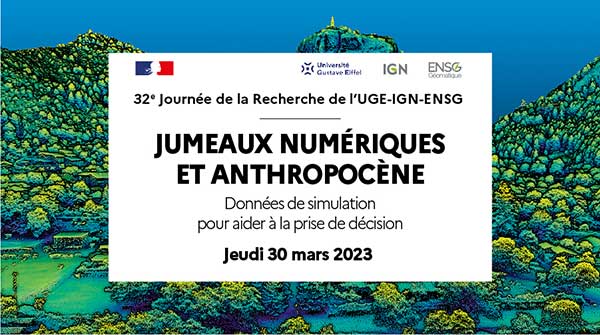 Université
Gustave Eiffel
IGN
ENSG
Géomatique
32e Journée de la Recherche de l'UGE-IGN-ENSG
JUMEAUX NUMÉRIQUES
ET ANTHROPOCÈNE
Données de simulation
pour aider à la prise de décision
Jeudi 30 mars 2023